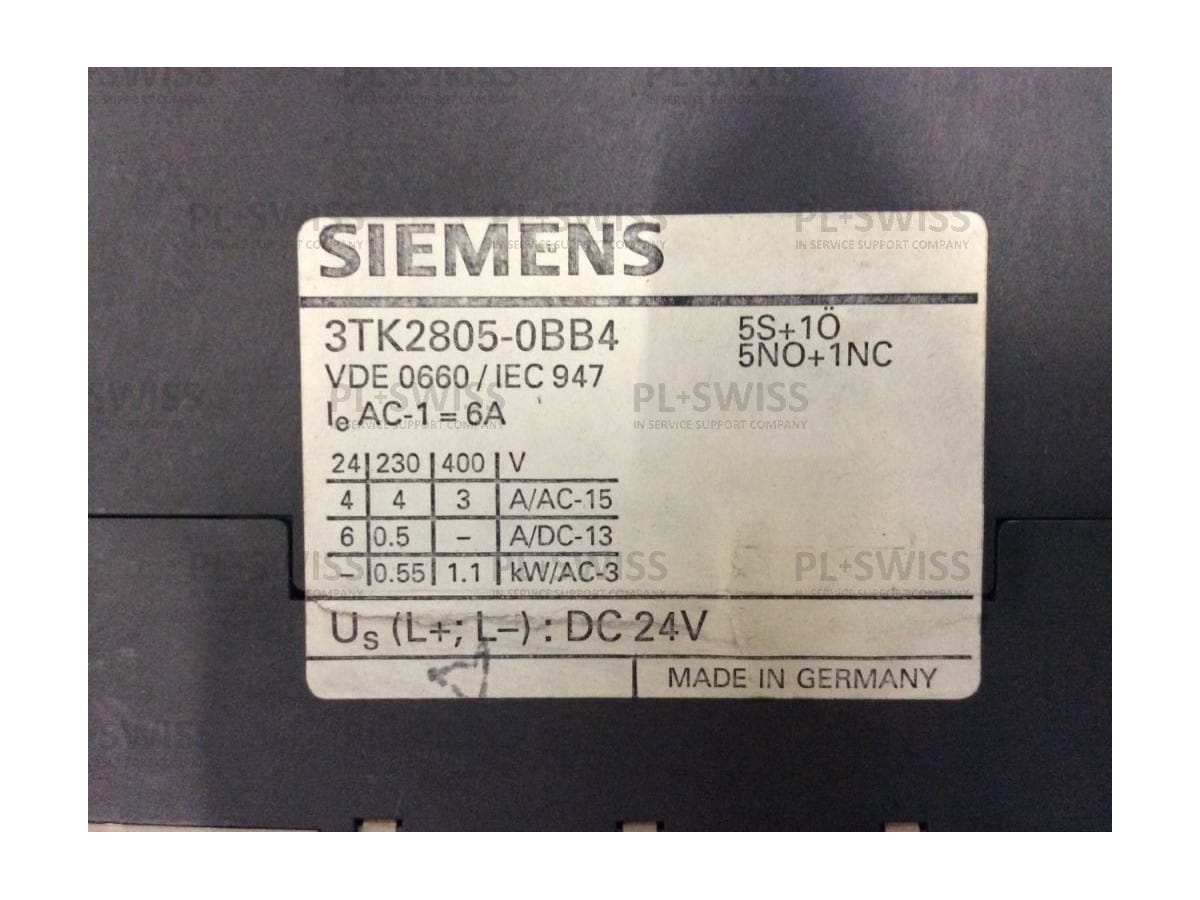 SIEMENS
3TK2805-0BB4
5S+1Ö
5NO+1NC
VDE 0660 / IEC 947
Ie AC-1 = 6A
24 230 400 V
4 4 3 A/AC-15
6 0.5 – A/DC-13
– 0.55 1.1 kW/AC-3
Us (L+; L–) : DC 24V
MADE IN GERMANY
PL+SWISS
IN SERVICE SUPPORT COMPANY